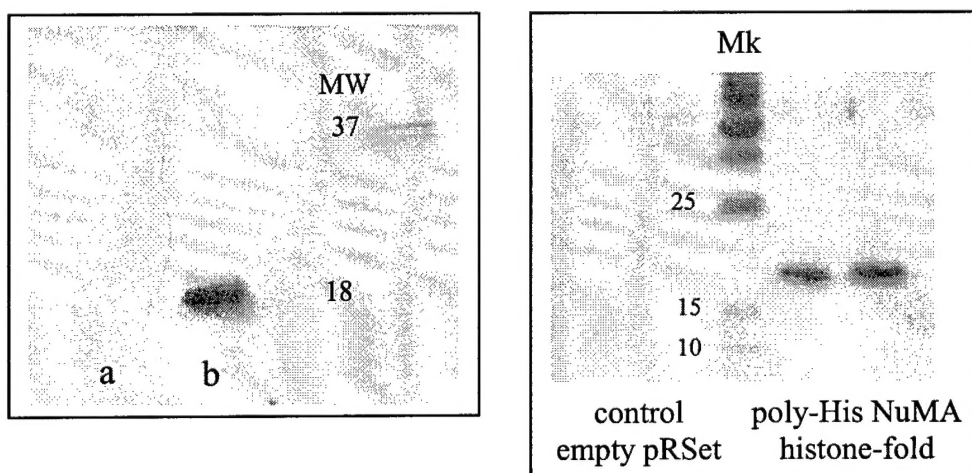 MW
37
18
a b
Mk
25
15
10
control
empty pRSet
poly-His NuMA
histone-fold